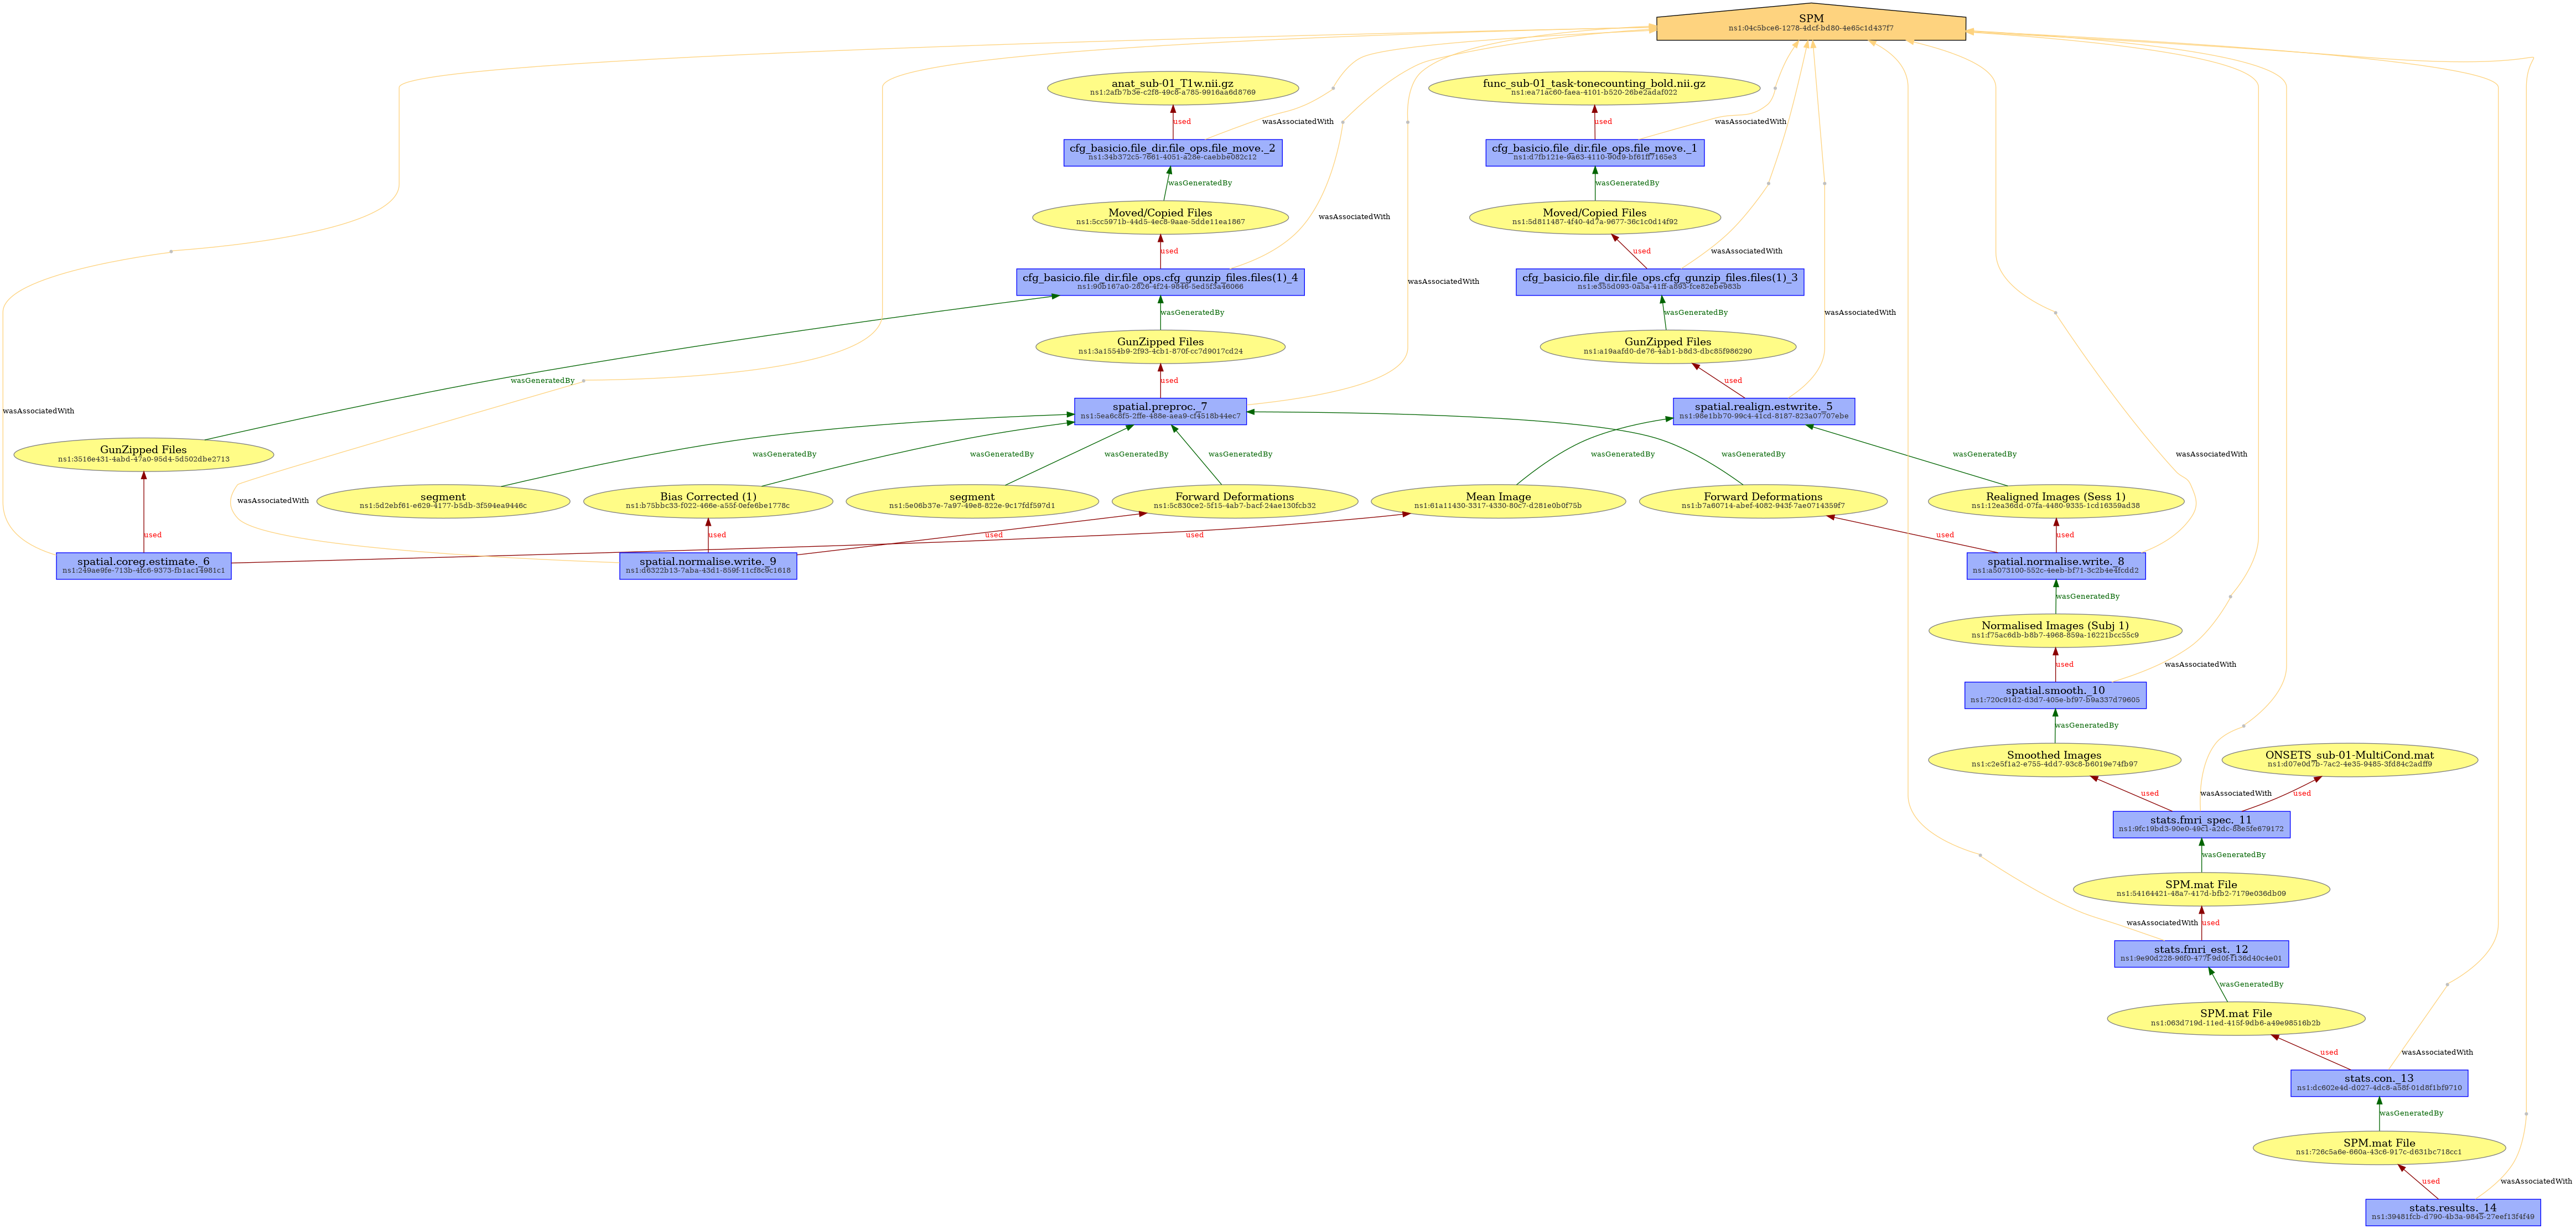 SPM
ns1:04c5bce6-1278-4dcf-bd80-4e65c1d437f7
anat_sub-01_T1w.nii.gz
ns1:2afb7b3e-c2f8-49c8-a785-9916aa6d8769
func_sub-01_task-tonecounting_bold.nii.gz
ns1:ea71ac60-faea-4101-b520-26be2adaf022
used
wasAssociatedWith
used
wasAssociatedWith
cfg_basicio.file_dir.file_ops.file_move._2
ns1:34b372c5-7661-4051-a28e-caebbe082c12
cfg_basicio.file_dir.file_ops.file_move._1
ns1:d7fb121e-9a63-4110-90d9-bf61ff7165e3
wasGeneratedBy
wasGeneratedBy
Moved/Copied Files
ns1:5cc5971b-44d5-4ec8-9aae-5dde11ea1867
wasAssociatedWith
Moved/Copied Files
ns1:5d811487-4f40-4d7a-9677-36c1c0d14f92
used
used
wasAssociatedWith
cfg_basicio.file_dir.file_ops.cfg_gunzip_files.files(1)_4
ns1:90b167a0-2826-4f24-9846-5ed5f3a46066
wasAssociatedWith
cfg_basicio.file_dir.file_ops.cfg_gunzip_files.files(1)_3
ns1:e355d093-0a5a-41ff-a893-fce82ebe983b
wasGeneratedBy
wasGeneratedBy
wasAssociatedWith
GunZipped Files
ns1:3a1554b9-2f93-4cb1-870f-cc7d9017cd24
GunZipped Files
ns1:a19aafd0-de76-4ab1-b8d3-dbc85f986290
wasGeneratedBy
used
used
wasAssociatedWith
spatial.preproc._7
ns1:5ea6c8f5-2ffe-488e-aea9-cf4518b44ec7
spatial.realign.estwrite._5
ns1:98e1bb70-99c4-41cd-8187-823a07707ebe
GunZipped Files
ns1:3516e431-4abd-47a0-95d4-5d502dbe2713
wasGeneratedBy
wasGeneratedBy
wasGeneratedBy
wasGeneratedBy
wasGeneratedBy
wasGeneratedBy
wasGeneratedBy
wasAssociatedWith
wasAssociatedWith
segment
ns1:5d2ebf61-e629-4177-b5db-3f594ea9446c
Bias Corrected (1)
ns1:b75bbc33-f022-466e-a55f-0efe6be1778c
segment
ns1:5e06b37e-7a97-49e8-822e-9c17fdf597d1
Forward Deformations
ns1:5c830ce2-5f15-4ab7-bacf-24ae130fcb32
Mean Image
ns1:61a11430-3317-4330-80c7-d281e0b0f75b
Forward Deformations
ns1:b7a60714-abef-4082-943f-7ae0714359f7
Realigned Images (Sess 1)
ns1:12ea36dd-07fa-4480-9335-1cd16359ad38
used
used
used
used
used
used
spatial.coreg.estimate._6
ns1:249ae9fe-713b-4fc6-9373-fb1ac14981c1
spatial.normalise.write._9
ns1:d6322b13-7aba-43d1-859f-11cf8c9c1618
spatial.normalise.write._8
ns1:a5073100-552c-4eeb-bf71-3c2b4e4fcdd2
wasGeneratedBy
Normalised Images (Subj 1)
ns1:f75ac6db-b8b7-4968-859a-16221bcc55c9
used
wasAssociatedWith
spatial.smooth._10
ns1:720c91d2-d3d7-405e-bf97-b9a337d79605
wasGeneratedBy
Smoothed Images
ns1:c2e5f1a2-e755-4dd7-93c8-b6019e74fb97
ONSETS_sub-01-MultiCond.mat
ns1:d07e0d7b-7ac2-4e35-9485-3fd84c2adff9
used
wasAssociatedWith
used
stats.fmri_spec._11
ns1:9fc19bd3-90e0-49c1-a2dc-88e5fe679172
wasGeneratedBy
SPM.mat File
ns1:54164421-48a7-417d-bfb2-7179e036db09
wasAssociatedWith
used
stats.fmri_est._12
ns1:9e90d228-96f0-477f-9d0f-f136d40c4e01
wasGeneratedBy
SPM.mat File
ns1:063d719d-11ed-415f-9db6-a49e98516b2b
used
wasAssociatedWith
stats.con._13
ns1:dc602e4d-d027-4dc8-a58f-01d8f1bf9710
wasGeneratedBy
SPM.mat File
ns1:726c5a6e-660a-43c6-917c-d631bc718cc1
used
wasAssociatedWith
stats.results._14
ns1:39481fcb-d790-4b3a-9845-27eef13f4f49